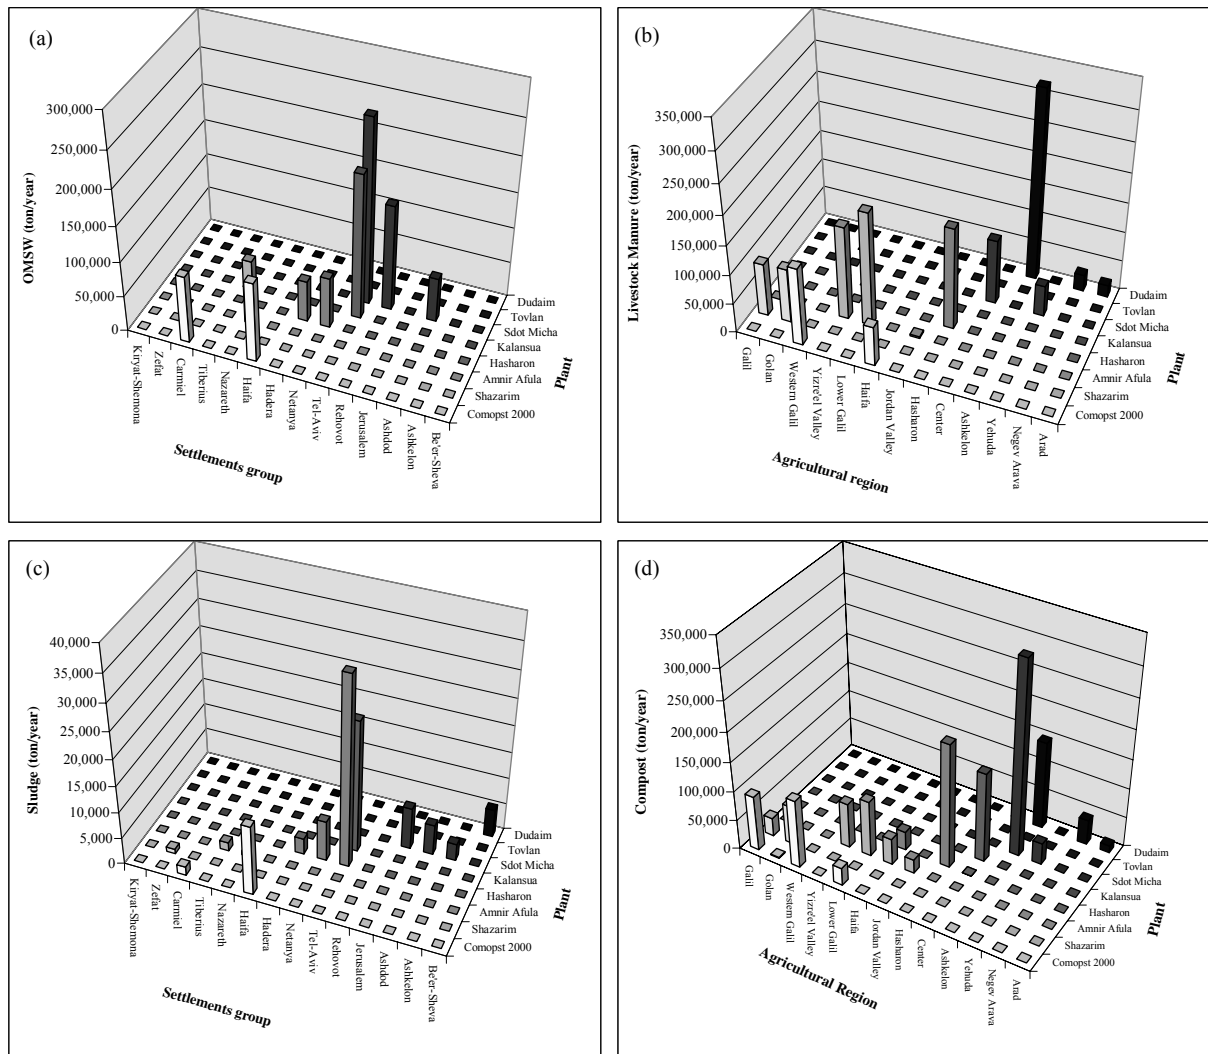 (a)
300,000
250,000
200,000
150,000
100,000
50,000
0
OMSW (ton/year)
Kiryat-Shemona
Zefat
Carmiel
Tiberius
Nazareth
Haifa
Hadera
Netanya
Tel-Aviv
Rehovot
Jerusalem
Ashdod
Ashkelon
Be'er-Sheva
Settlements group
Dudaim
Tovlan
Sdot Micha
Kalansua
Hasharon
Amnir Afula
Shazarim
Comopst 2000
Plant
(b)
350,000
300,000
250,000
200,000
150,000
100,000
50,000
0
Livestock Manure (ton/year)
Galil
Golan
Western Galil
Yizre'el Valley
Lower Galil
Haifa
Jordan Valley
Hasharon
Center
Ashkelon
Yehuda
Negev Arava
Arad
Agricultural region
Dudaim
Tovlan
Sdot Micha
Kalansua
Hasharon
Amnir Afula
Shazarim
Comopst 2000
Plant
(c)
40,000
35,000
30,000
25,000
20,000
15,000
10,000
5,000
0
Sludge (ton/year)
Kiryat-Shemona
Zefat
Carmiel
Tiberius
Nazareth
Haifa
Hadera
Netanya
Tel-Aviv
Rehovot
Jerusalem
Ashdod
Ashkelon
Be'er-Sheva
Settlements group
Dudaim
Tovlan
Sdot Micha
Kalansua
Hasharon
Amnir Afula
Shazarim
Comopst 2000
Plant
(d)
350,000
300,000
250,000
200,000
150,000
100,000
50,000
0
Compost (ton/year)
Galil
Golan
Western Galil
Yizre'el Valley
Lower Galil
Haifa
Jordan Valley
Hasharon
Center
Ashkelon
Yehuda
Negev Arava
Arad
Agricultural Region
Dudaim
Tovlan
Sdot Micha
Kalansua
Hasharon
Amnir Afula
Shazarim
Comopst 2000
Plant